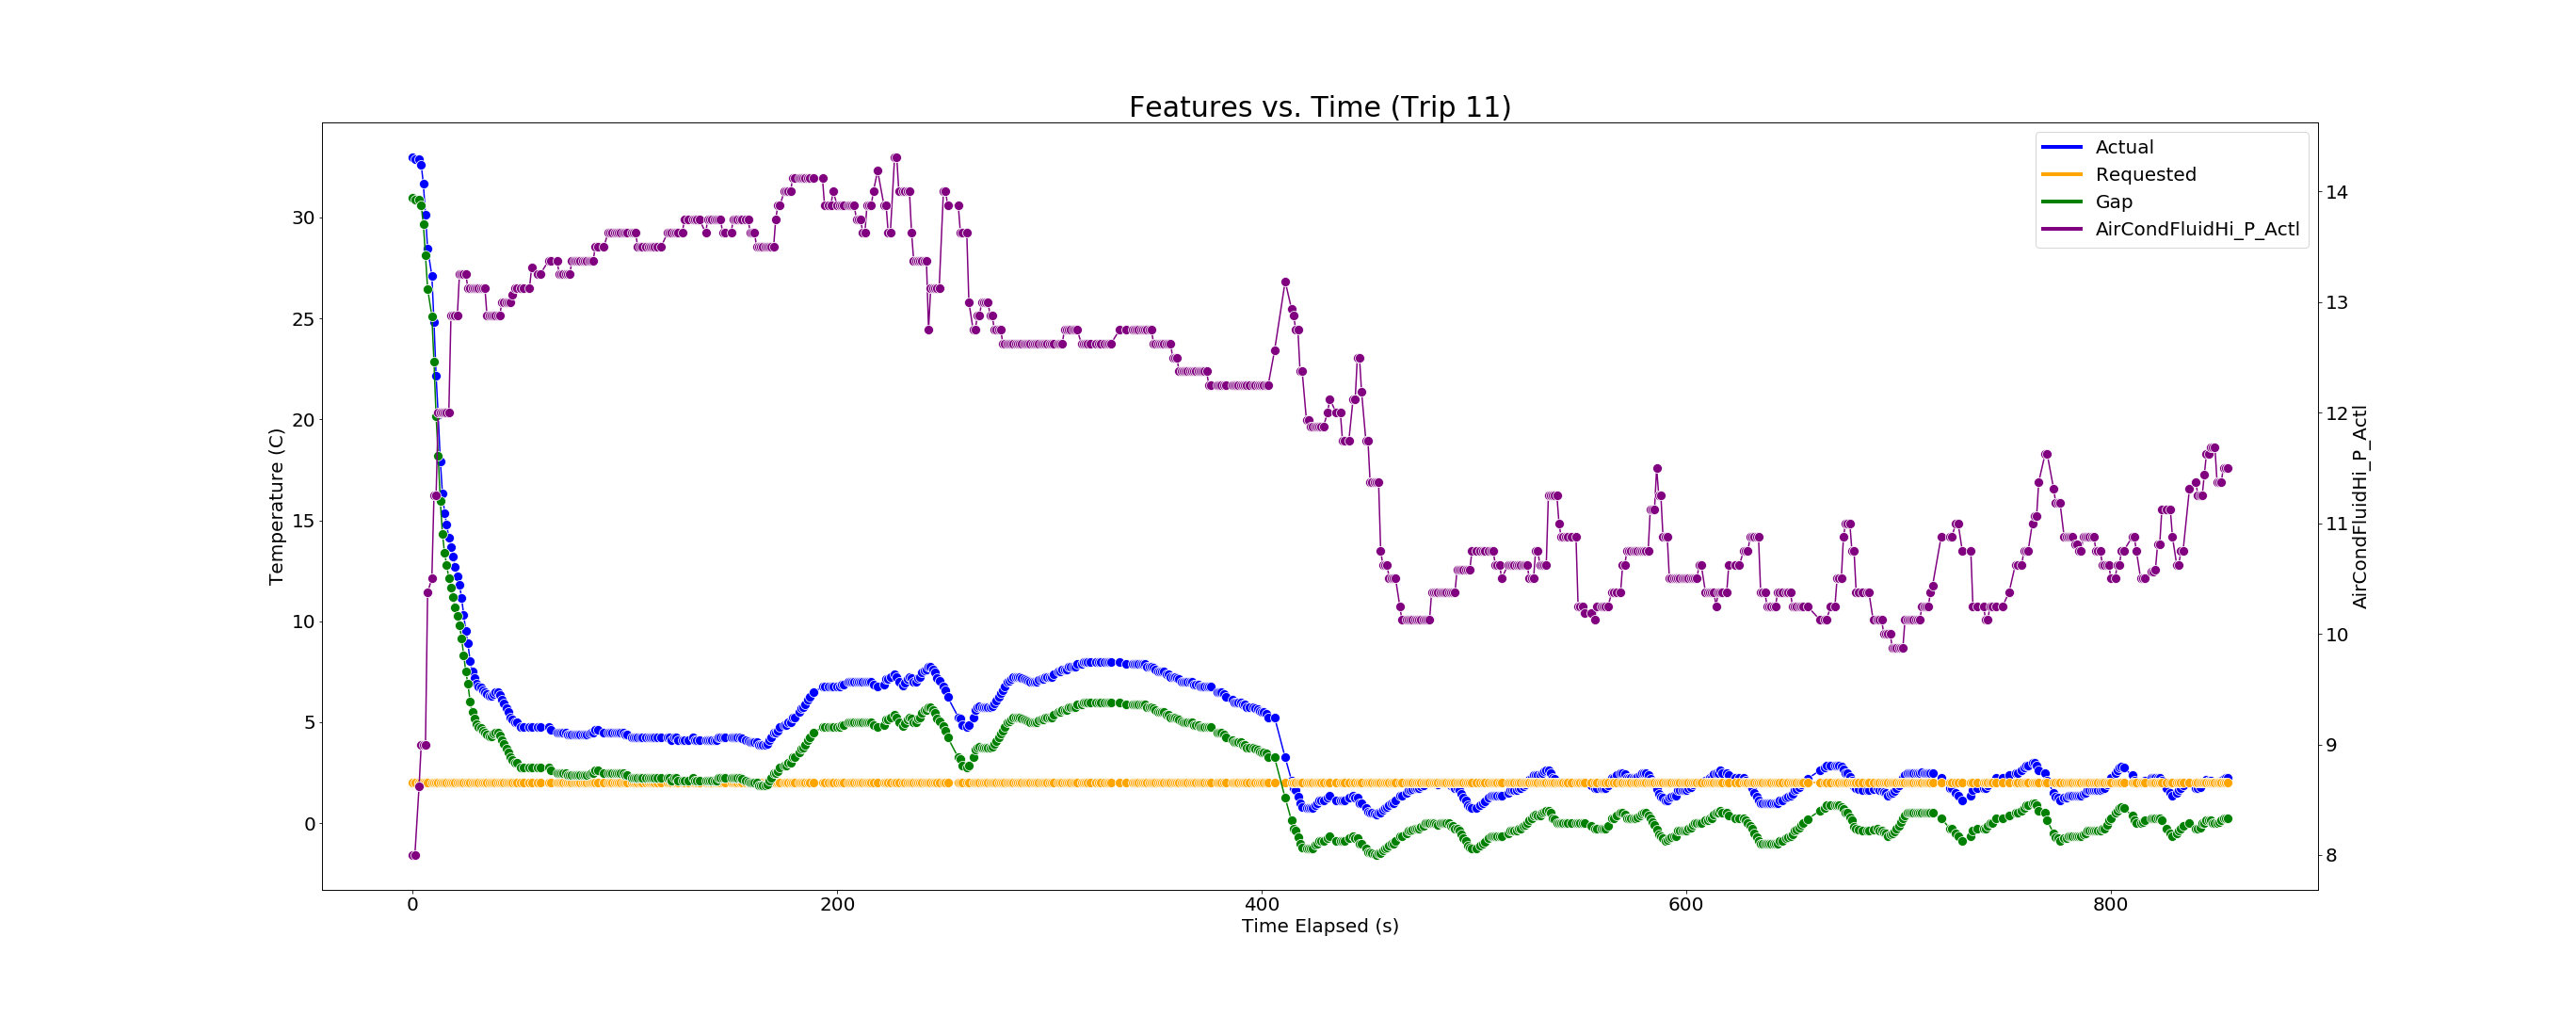 Features vs. Time (Trip 11)
Actual
Requested
Gap
AirCondFluidHi_P_Actl
30
25
20
15
10
5
0
Temperature (C)
14
13
12
11
10
9
8
AirCondFluidHi_P_Actl
0 200 400 600 800
Time Elapsed (s)